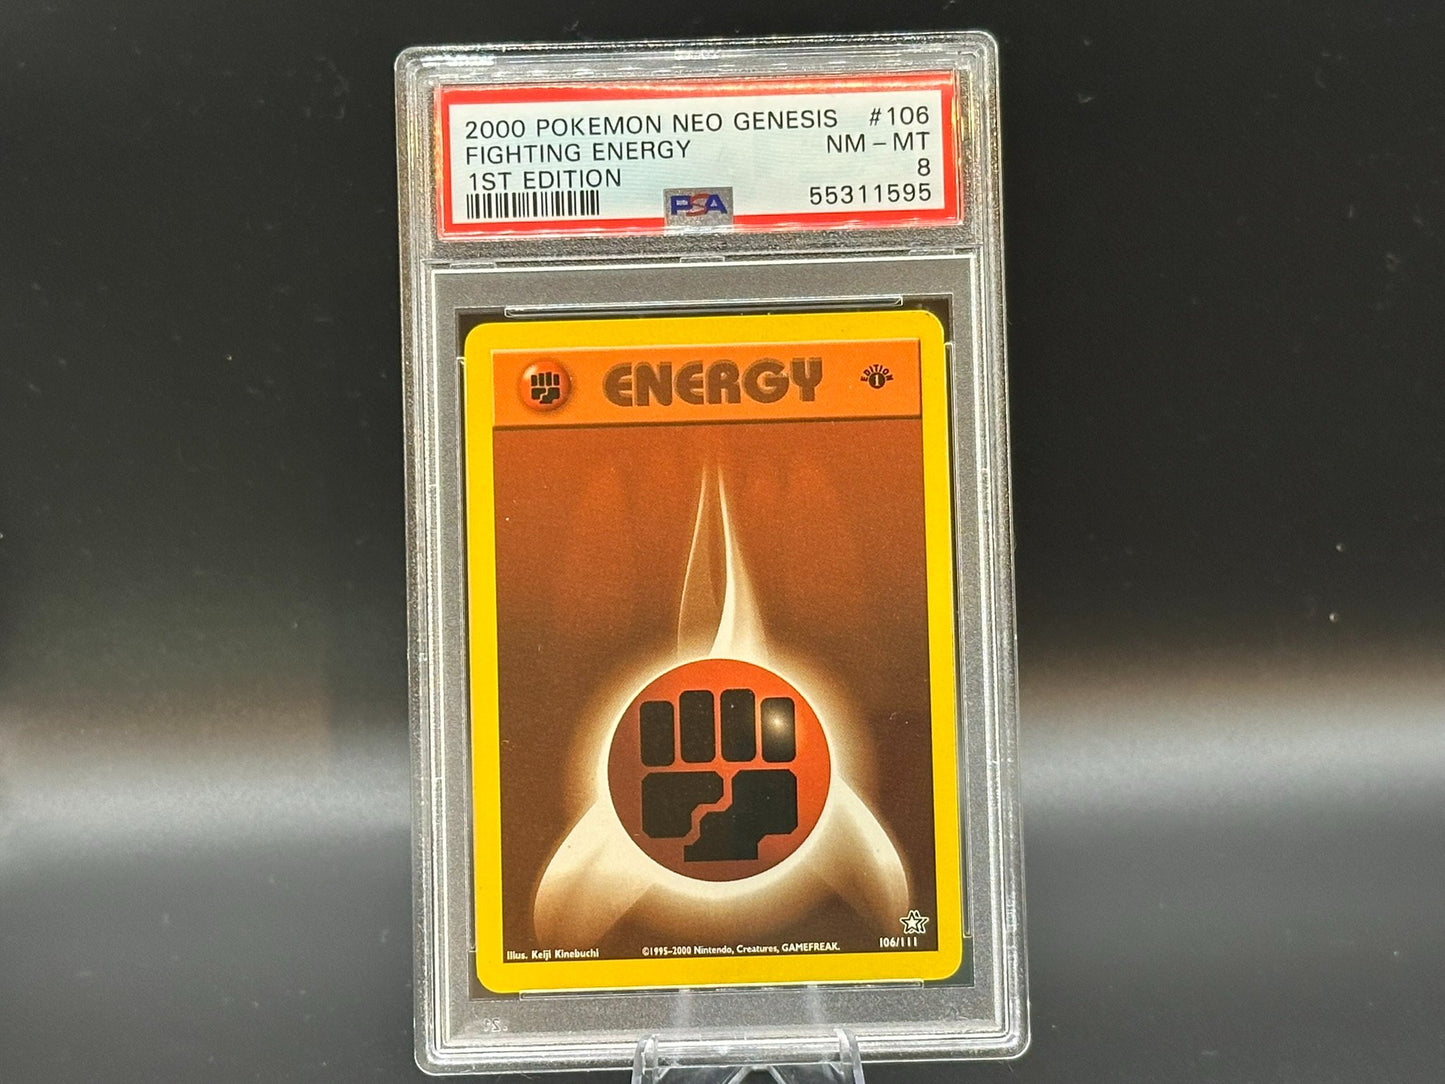 2000 POKEMON NEO GENESIS #106
FIGHTING ENERGY NM - MT
1ST EDITION 8
PSA 55311595
ENERGY
EDITION
1
106/111
Illus. Keiji Kinebuchi ©1995-2000 Nintendo, Creatures, GAMEFREAK.